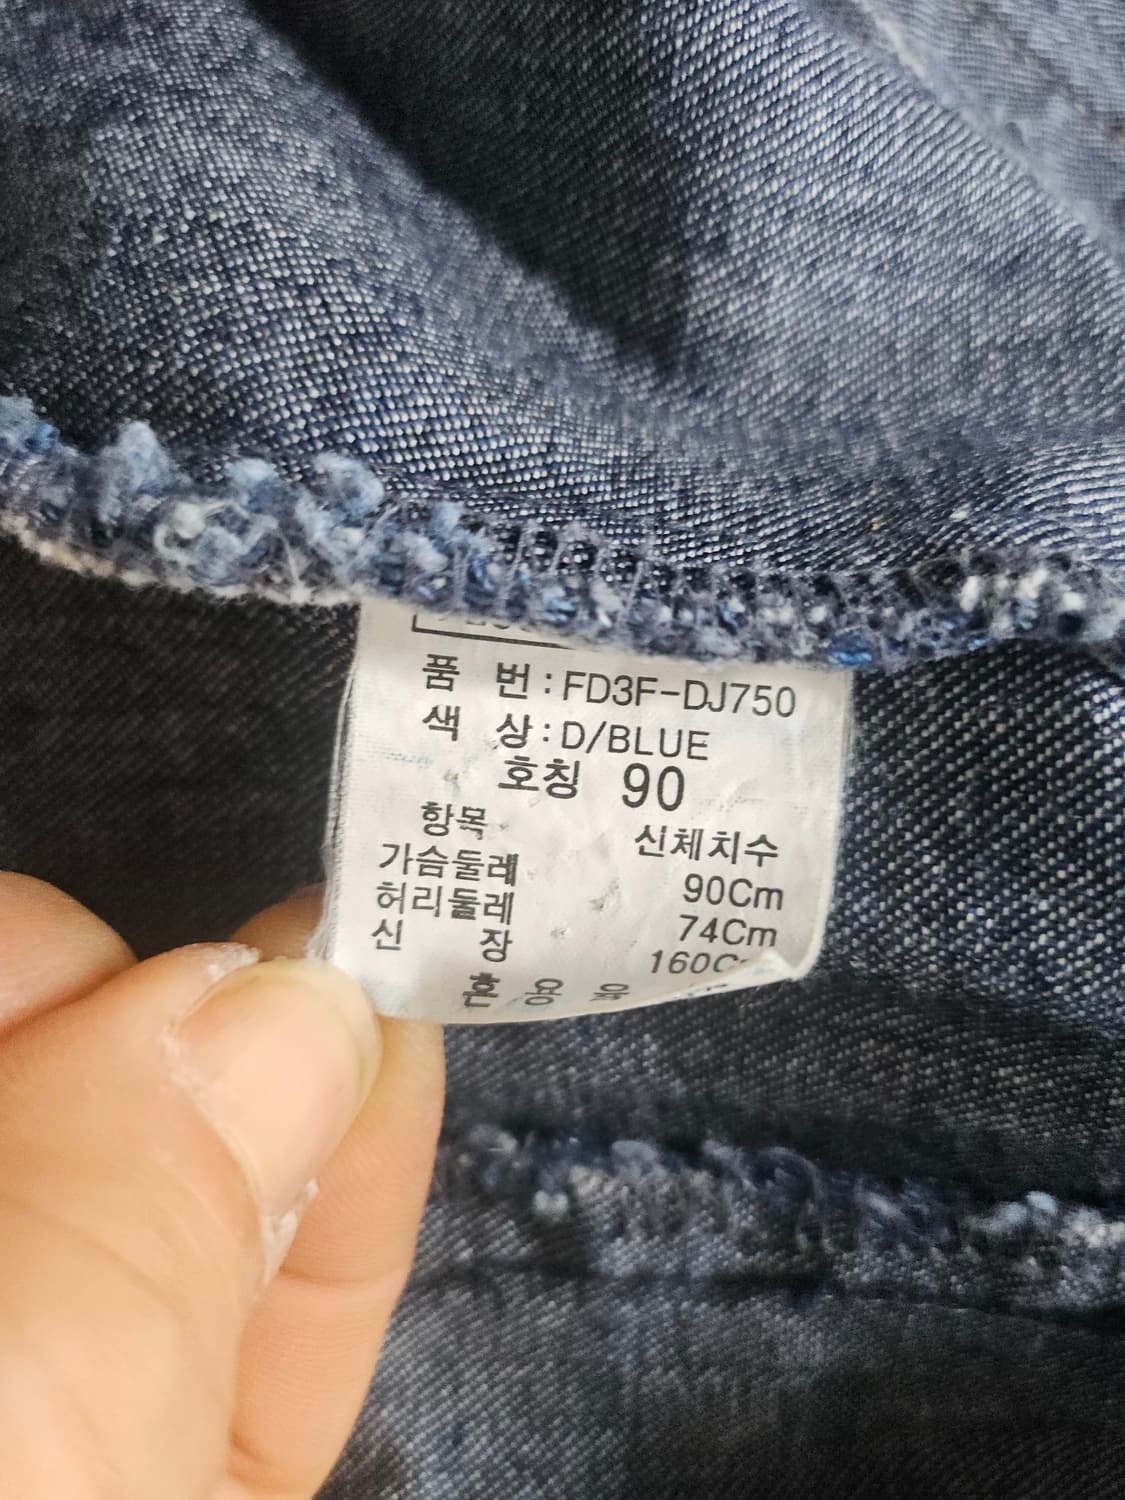 품 번 : FD3F-DJ750
색 상 : D/BLUE
호칭 90
항목 신체치수
가슴둘레 90Cm
허리둘레 74Cm
신 장 160C
혼 용 율